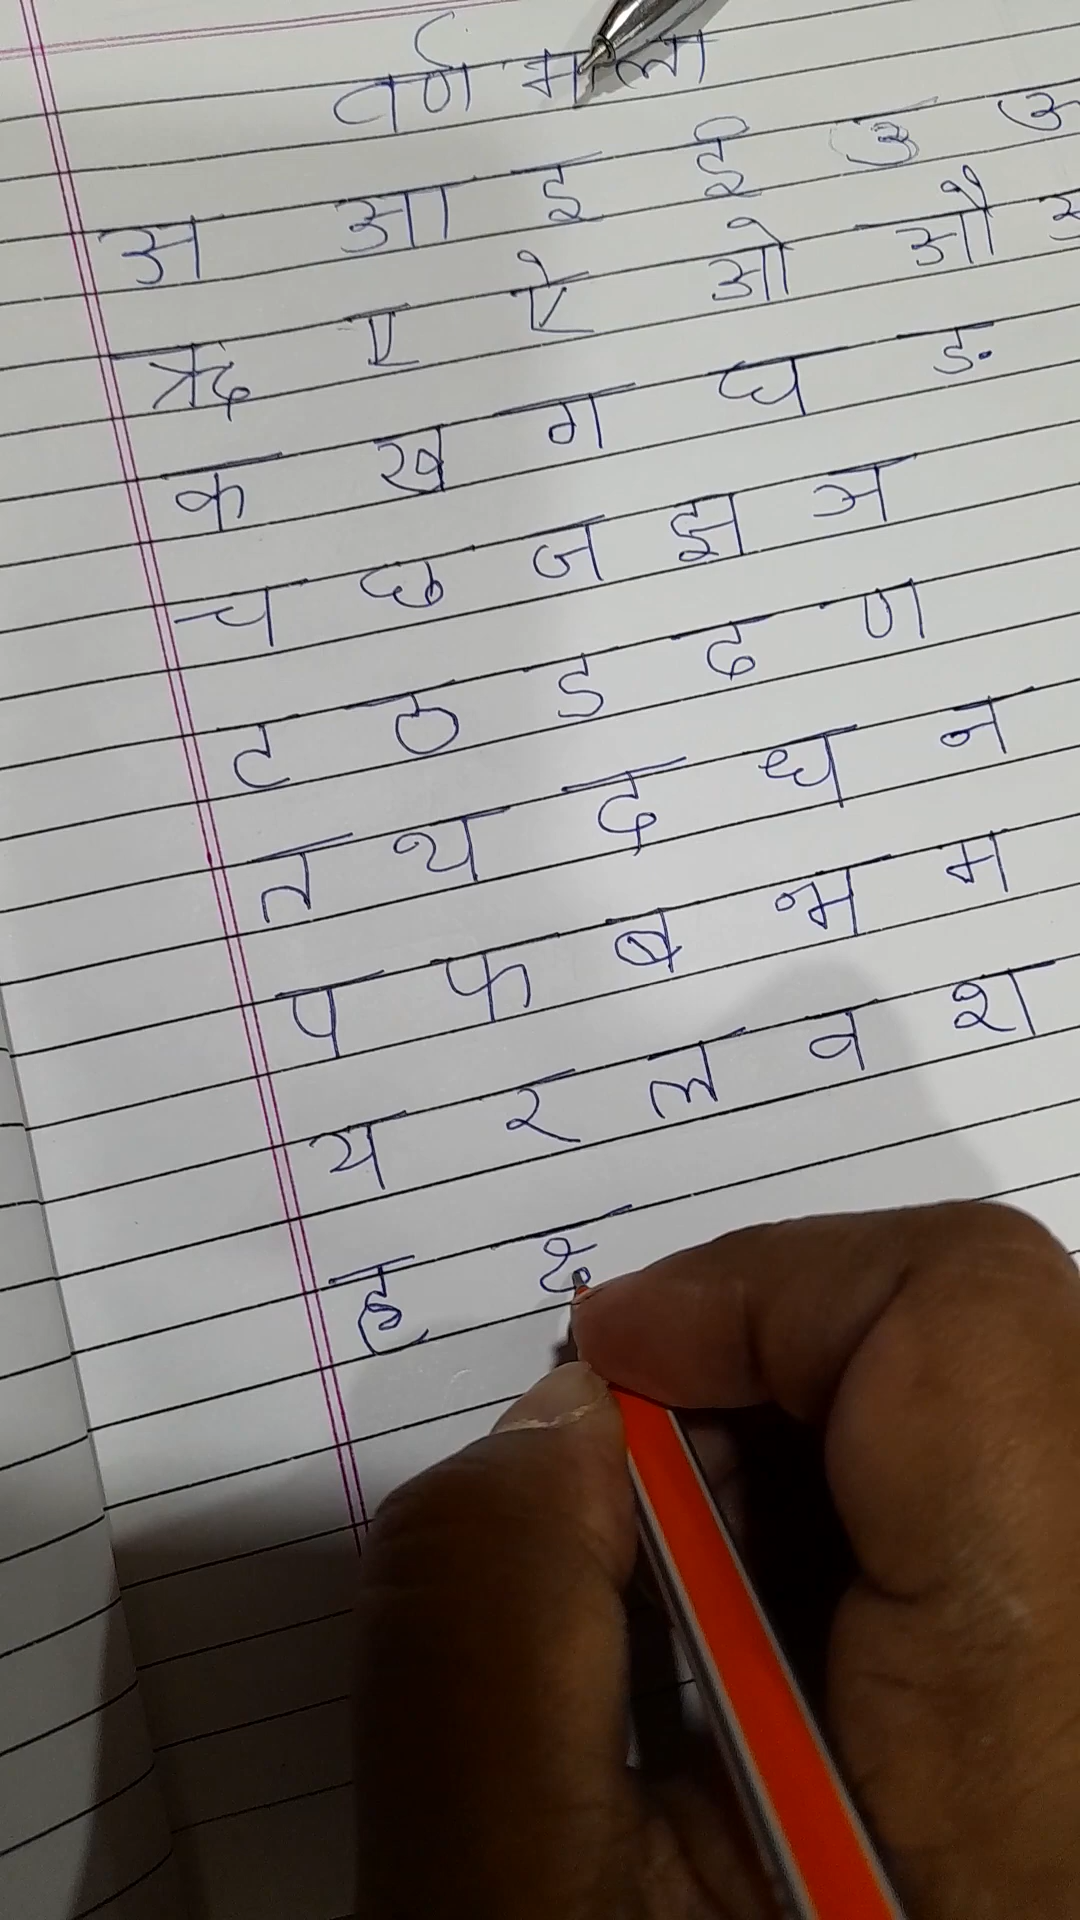 वर्ण माला
अ आ इ ई उ
ऋ ए ऐ ओ औ
क ख ग घ ङ
च छ ज झ ञ
ट ठ ड ढ ण
त थ द ध न
प फ ब भ म
य र ल व श
ह